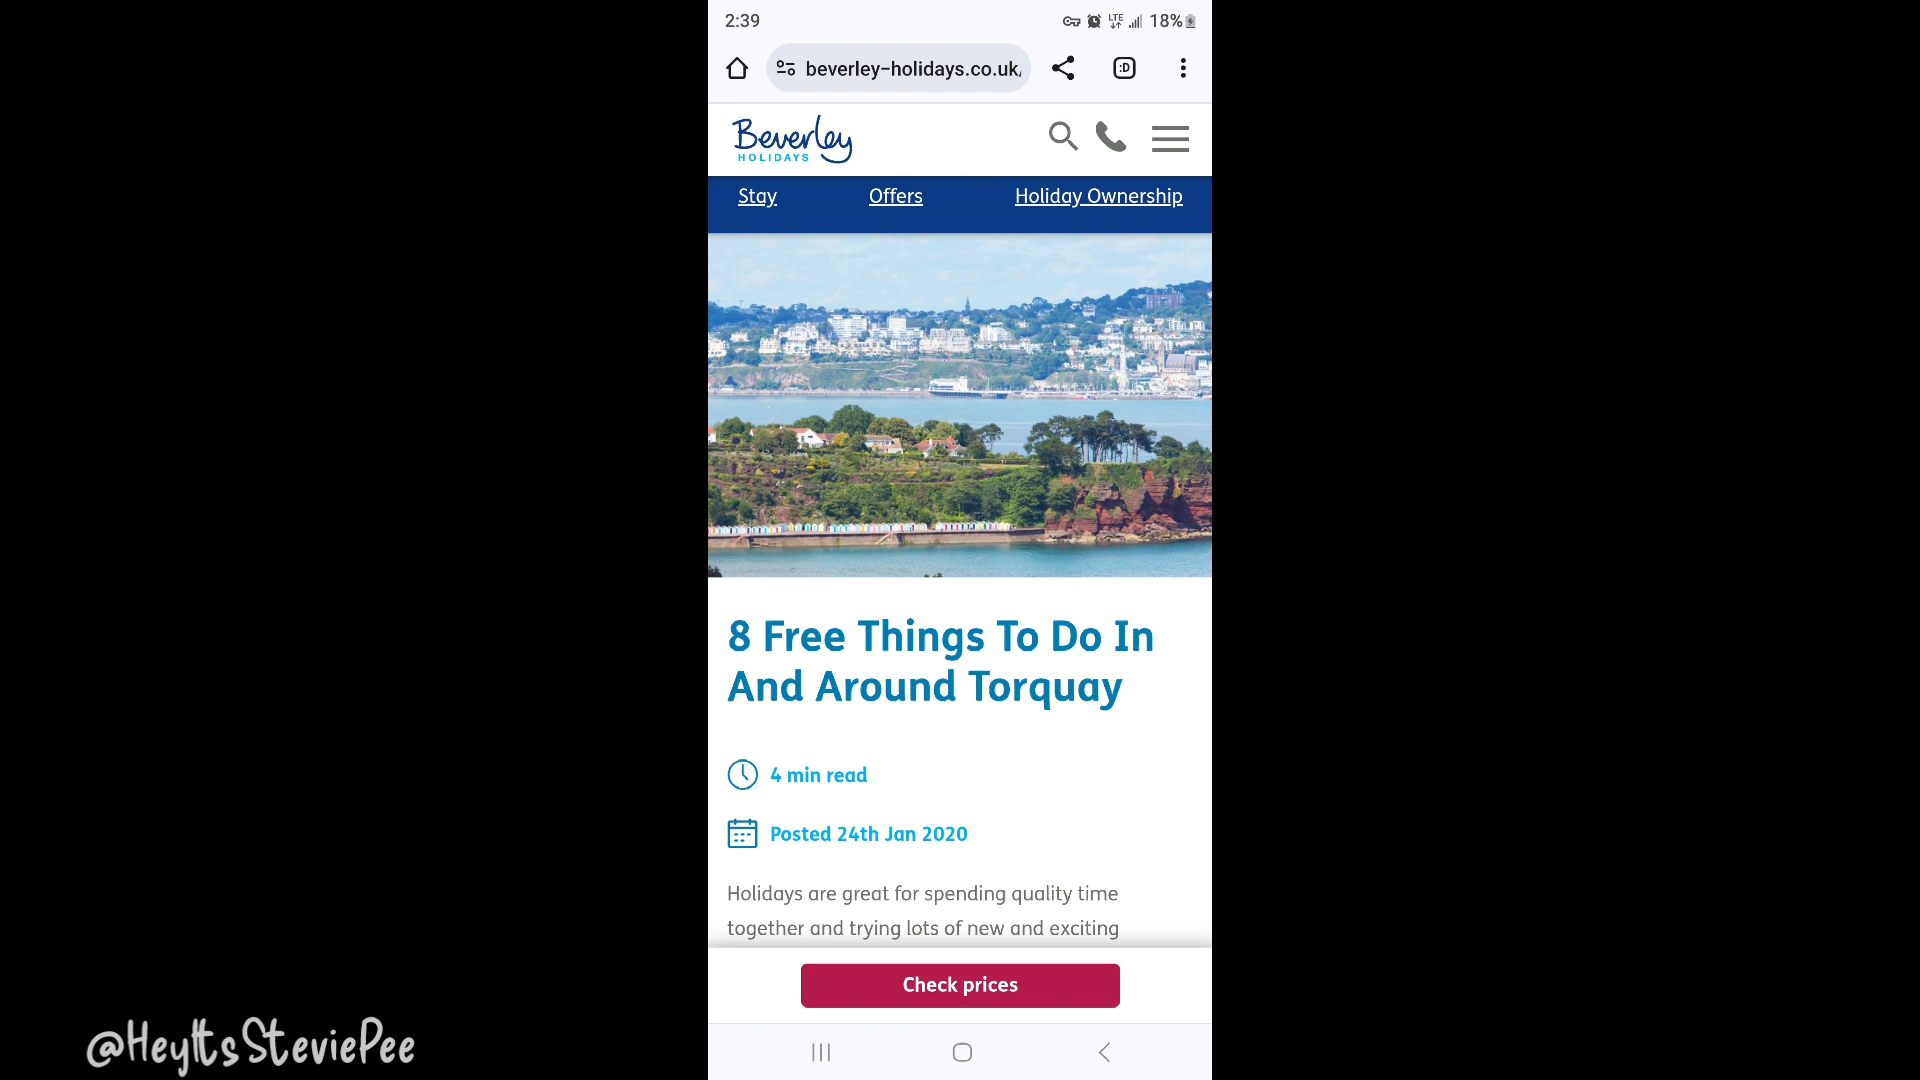 2:39
LTE
18%
beverley-holidays.co.uk
:D
Beverley
HOLIDAYS
Stay
Offers
Holiday Ownership
8 Free Things To Do In
And Around Torquay
4 min read
Posted 24th Jan 2020
Holidays are great for spending quality time
together and trying lots of new and exciting
Check prices
@HeyItsSteviePee